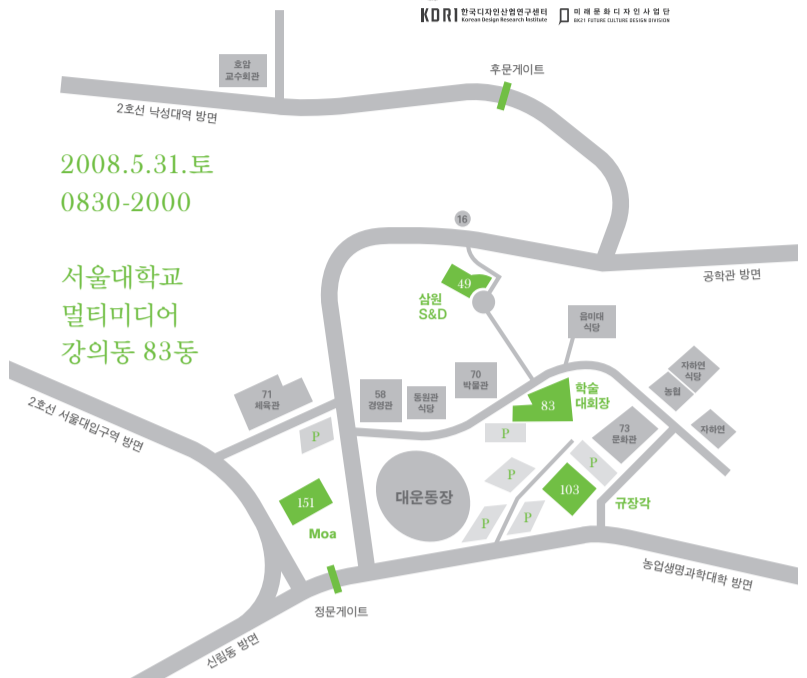 KDRI 한국디자인산업연구센터
Korean Design Research Institute
미래문화디자인사업단
BK21 FUTURE CULTURE DESIGN DIVISION
호암
교수회관
후문게이트
2호선 낙성대역 방면
2008.5.31.토
0830-2000
16
서울대학교
멀티미디어
강의동 83동
공학관 방면
49
삼원
S&D
음미대
식당
70
박물관
자하연
식당
농협
71
체육관
58
경영관
동원관
식당
학술
대회장
83
2호선 서울대입구역 방면
73
문화관
자하연
P
P
P
P
P
P
대운동장
103
규장각
151
Moa
농업생명과학대학 방면
정문게이트
신림동 방면